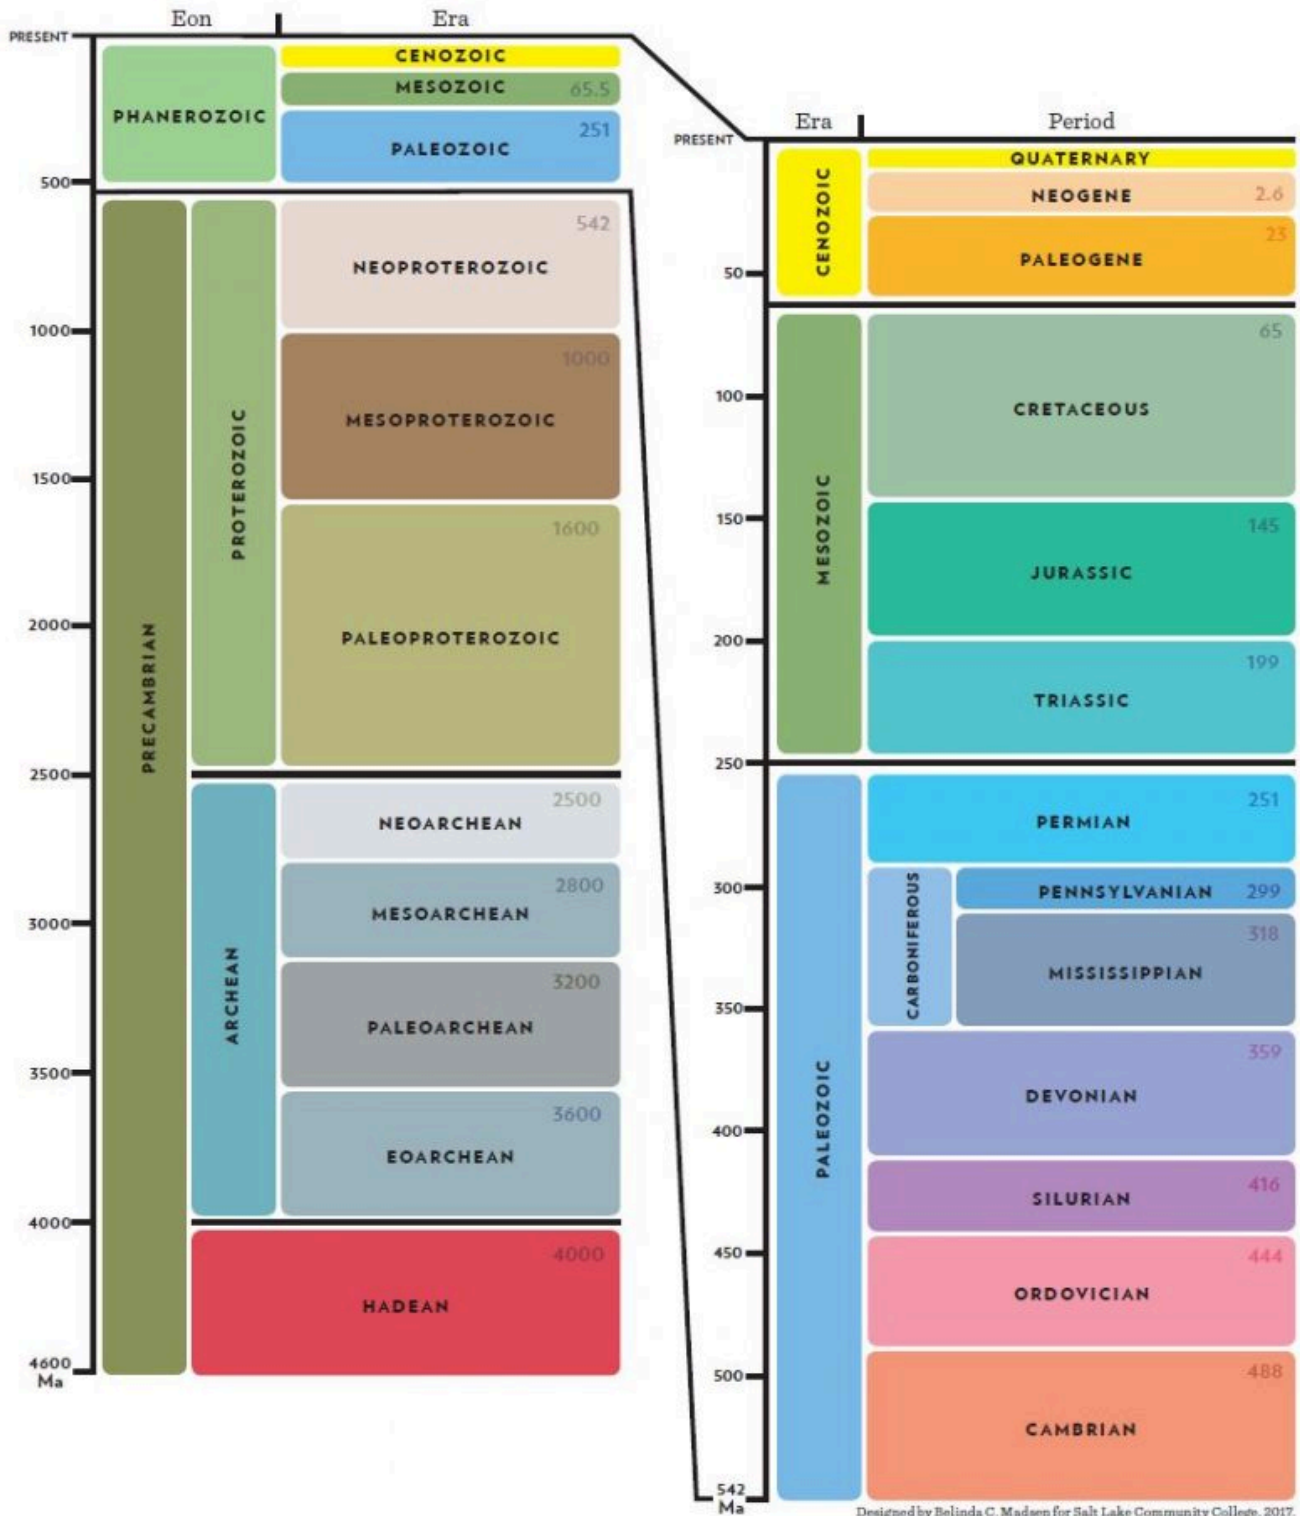 Eon Era
PRESENT
PHANEROZOIC
CENOZOIC
MESOZOIC 65.5
251
PALEOZOIC
500
PRECAMBRIAN
PROTEROZOIC
542
NEOPROTEROZOIC
1000
1000
MESOPROTEROZOIC
1500
1600
2000
PALEOPROTEROZOIC
2500
ARCHEAN
2500
NEOARCHEAN
2800
MESOARCHEAN
3000
3200
PALEOARCHEAN
3500
3600
EOARCHEAN
4000
4000
HADEAN
4600
Ma
Era Period
PRESENT
CENOZOIC
QUATERNARY
NEOGENE 2.6
23
PALEOGENE
50
MESOZOIC
65
100
CRETACEOUS
150
145
JURASSIC
200
199
TRIASSIC
250
PALEOZOIC
251
PERMIAN
CARBONIFEROUS
300
PENNSYLVANIAN 299
318
MISSISSIPPIAN
350
359
DEVONIAN
400
416
SILURIAN
450
444
ORDOVICIAN
500
488
CAMBRIAN
542
Ma
Designed by Belinda C. Madsen for Salt Lake Community College, 2017.